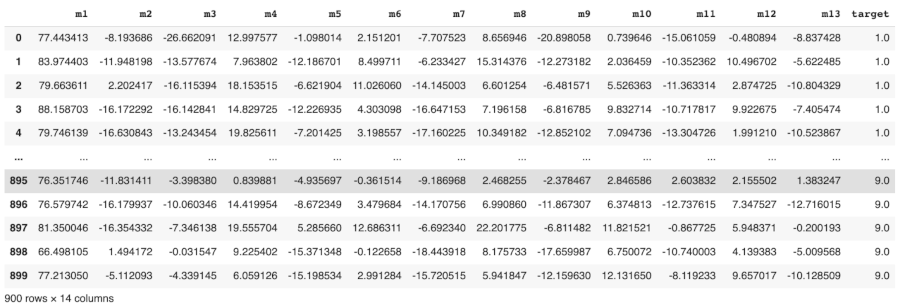 m1 m2 m3 m4 m5 m6 m7 m8 m9 m10 m11 m12 m13 target
0 77.443413 -8.193686 -26.662091 12.997577 -1.098014 2.151201 -7.707523 8.656946 -20.898058 0.739646 -15.061059 -0.480894 -8.837428 1.0
1 83.974403 -11.948198 -13.577674 7.963802 -12.186701 8.499711 -6.233427 15.314376 -12.273182 2.036459 -10.352362 10.496702 -5.622485 1.0
2 79.663611 2.202417 -16.115394 18.153515 -6.621904 11.026060 -14.145003 6.601254 -6.481571 5.526363 -11.363314 2.874725 -10.804329 1.0
3 88.158703 -16.172292 -16.142841 14.829725 -12.226935 4.303098 -16.647153 7.196158 -6.816785 9.832714 -10.717817 9.922675 -7.405474 1.0
4 79.746139 -16.630843 -13.243454 19.825611 -7.201425 3.198557 -17.160225 10.349182 -12.852102 7.094736 -13.304726 1.991210 -10.523867 1.0
... ... ... ... ... ... ... ... ... ... ... ... ... ... ...
895 76.351746 -11.831411 -3.398380 0.839881 -4.935697 -0.361514 -9.186968 2.468255 -2.378467 2.846586 2.603832 2.155502 1.383247 9.0
896 76.579742 -16.179937 -10.060346 14.419954 -8.672349 3.479684 -14.170756 6.990860 -11.867307 6.374813 -12.737615 7.347527 -12.716015 9.0
897 81.350046 -16.354332 -7.346138 19.555704 5.285660 12.686311 -6.692340 22.201775 -6.811482 11.821521 -0.867725 5.948371 -0.200193 9.0
898 66.498105 1.494172 -0.031547 9.225402 -15.371348 -0.122658 -18.443918 8.175733 -17.659987 6.750072 -10.740003 4.139383 -5.009568 9.0
899 77.213050 -5.112093 -4.339145 6.059126 -15.198534 2.991284 -15.720515 5.941847 -12.159630 12.131650 -8.119233 9.657017 -10.128509 9.0
900 rows × 14 columns